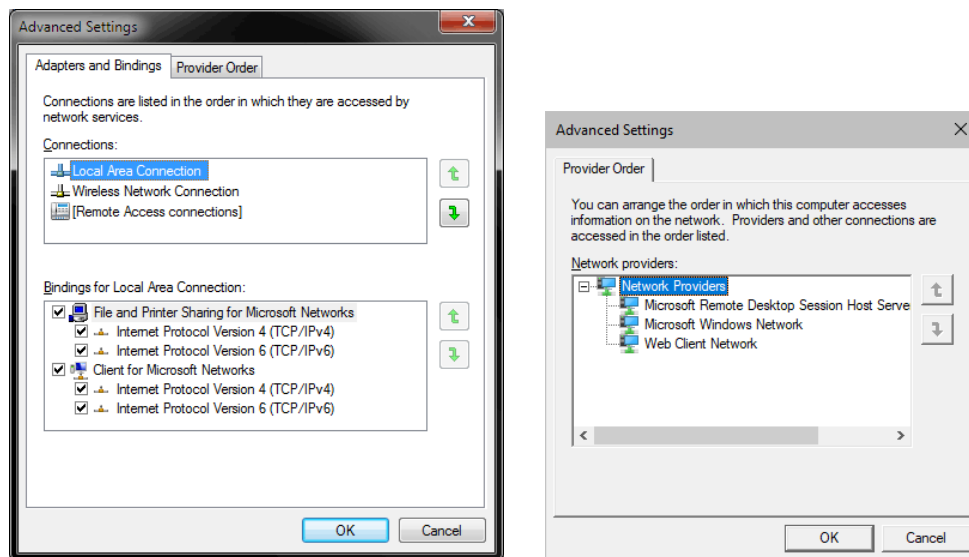 Advanced Settings
Adapters and Bindings
Provider Order
Connections are listed in the order in which they are accessed by
network services.
Connections:
Local Area Connection
Wireless Network Connection
[Remote Access connections]
Bindings for Local Area Connection:
File and Printer Sharing for Microsoft Networks
Internet Protocol Version 4 (TCP/IPv4)
Internet Protocol Version 6 (TCP/IPv6)
Client for Microsoft Networks
Internet Protocol Version 4 (TCP/IPv4)
Internet Protocol Version 6 (TCP/IPv6)
OK
Cancel
Advanced Settings
Provider Order
You can arrange the order in which this computer accesses
information on the network. Providers and other connections are
accessed in the order listed.
Network providers:
Network Providers
Microsoft Remote Desktop Session Host Serve
Microsoft Windows Network
Web Client Network
OK
Cancel